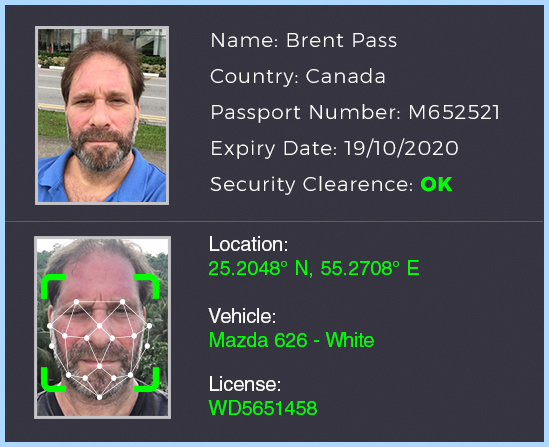 Name: Brent Pass
Country: Canada
Passport Number: M652521
Expiry Date: 19/10/2020
Security Clearence: OK
Location:
25.2048° N, 55.2708° E
Vehicle:
Mazda 626 - White
License:
WD5651458